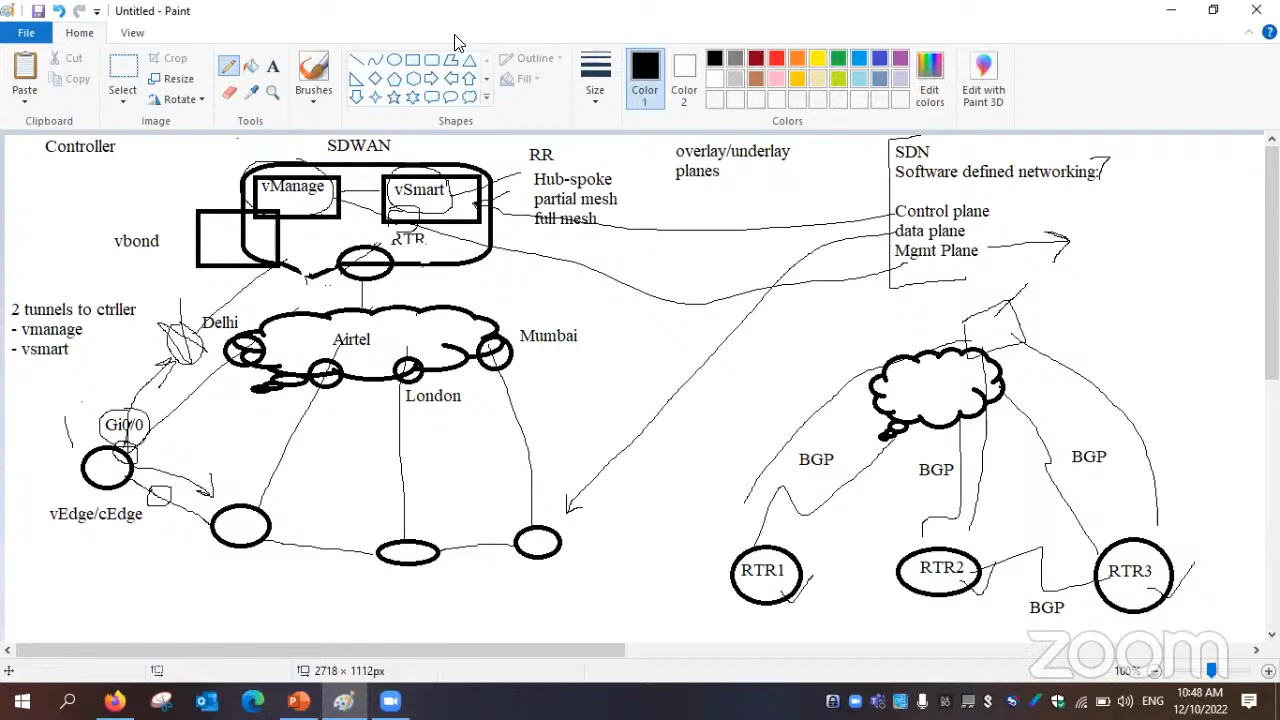 Untitled - Paint
File
Home
View
Paste
Cut
Copy
Clipboard
Select
Crop
Resize
Rotate
Image
A
Tools
Brushes
Outline
Fill
Shapes
Size
Color
1
Color
2
Edit
colors
Edit with
Paint 3D
Colors
Controller
SDWAN
RR
overlay/underlay
planes
SDN
Software defined networking:
vManage
vSmart
Hub-spoke
partial mesh
full mesh
Control plane
data plane
Mgmt Plane
vbond
RTR
2 tunnels to ctrller
- vmanage
- vsmart
Delhi
Airtel
Mumbai
London
Gi0/0
vEdge/cEdge
BGP
BGP
BGP
RTR1
RTR2
RTR3
BGP
zoom
2718 × 1112px
100%
ENG
10:48 AM
12/10/2022